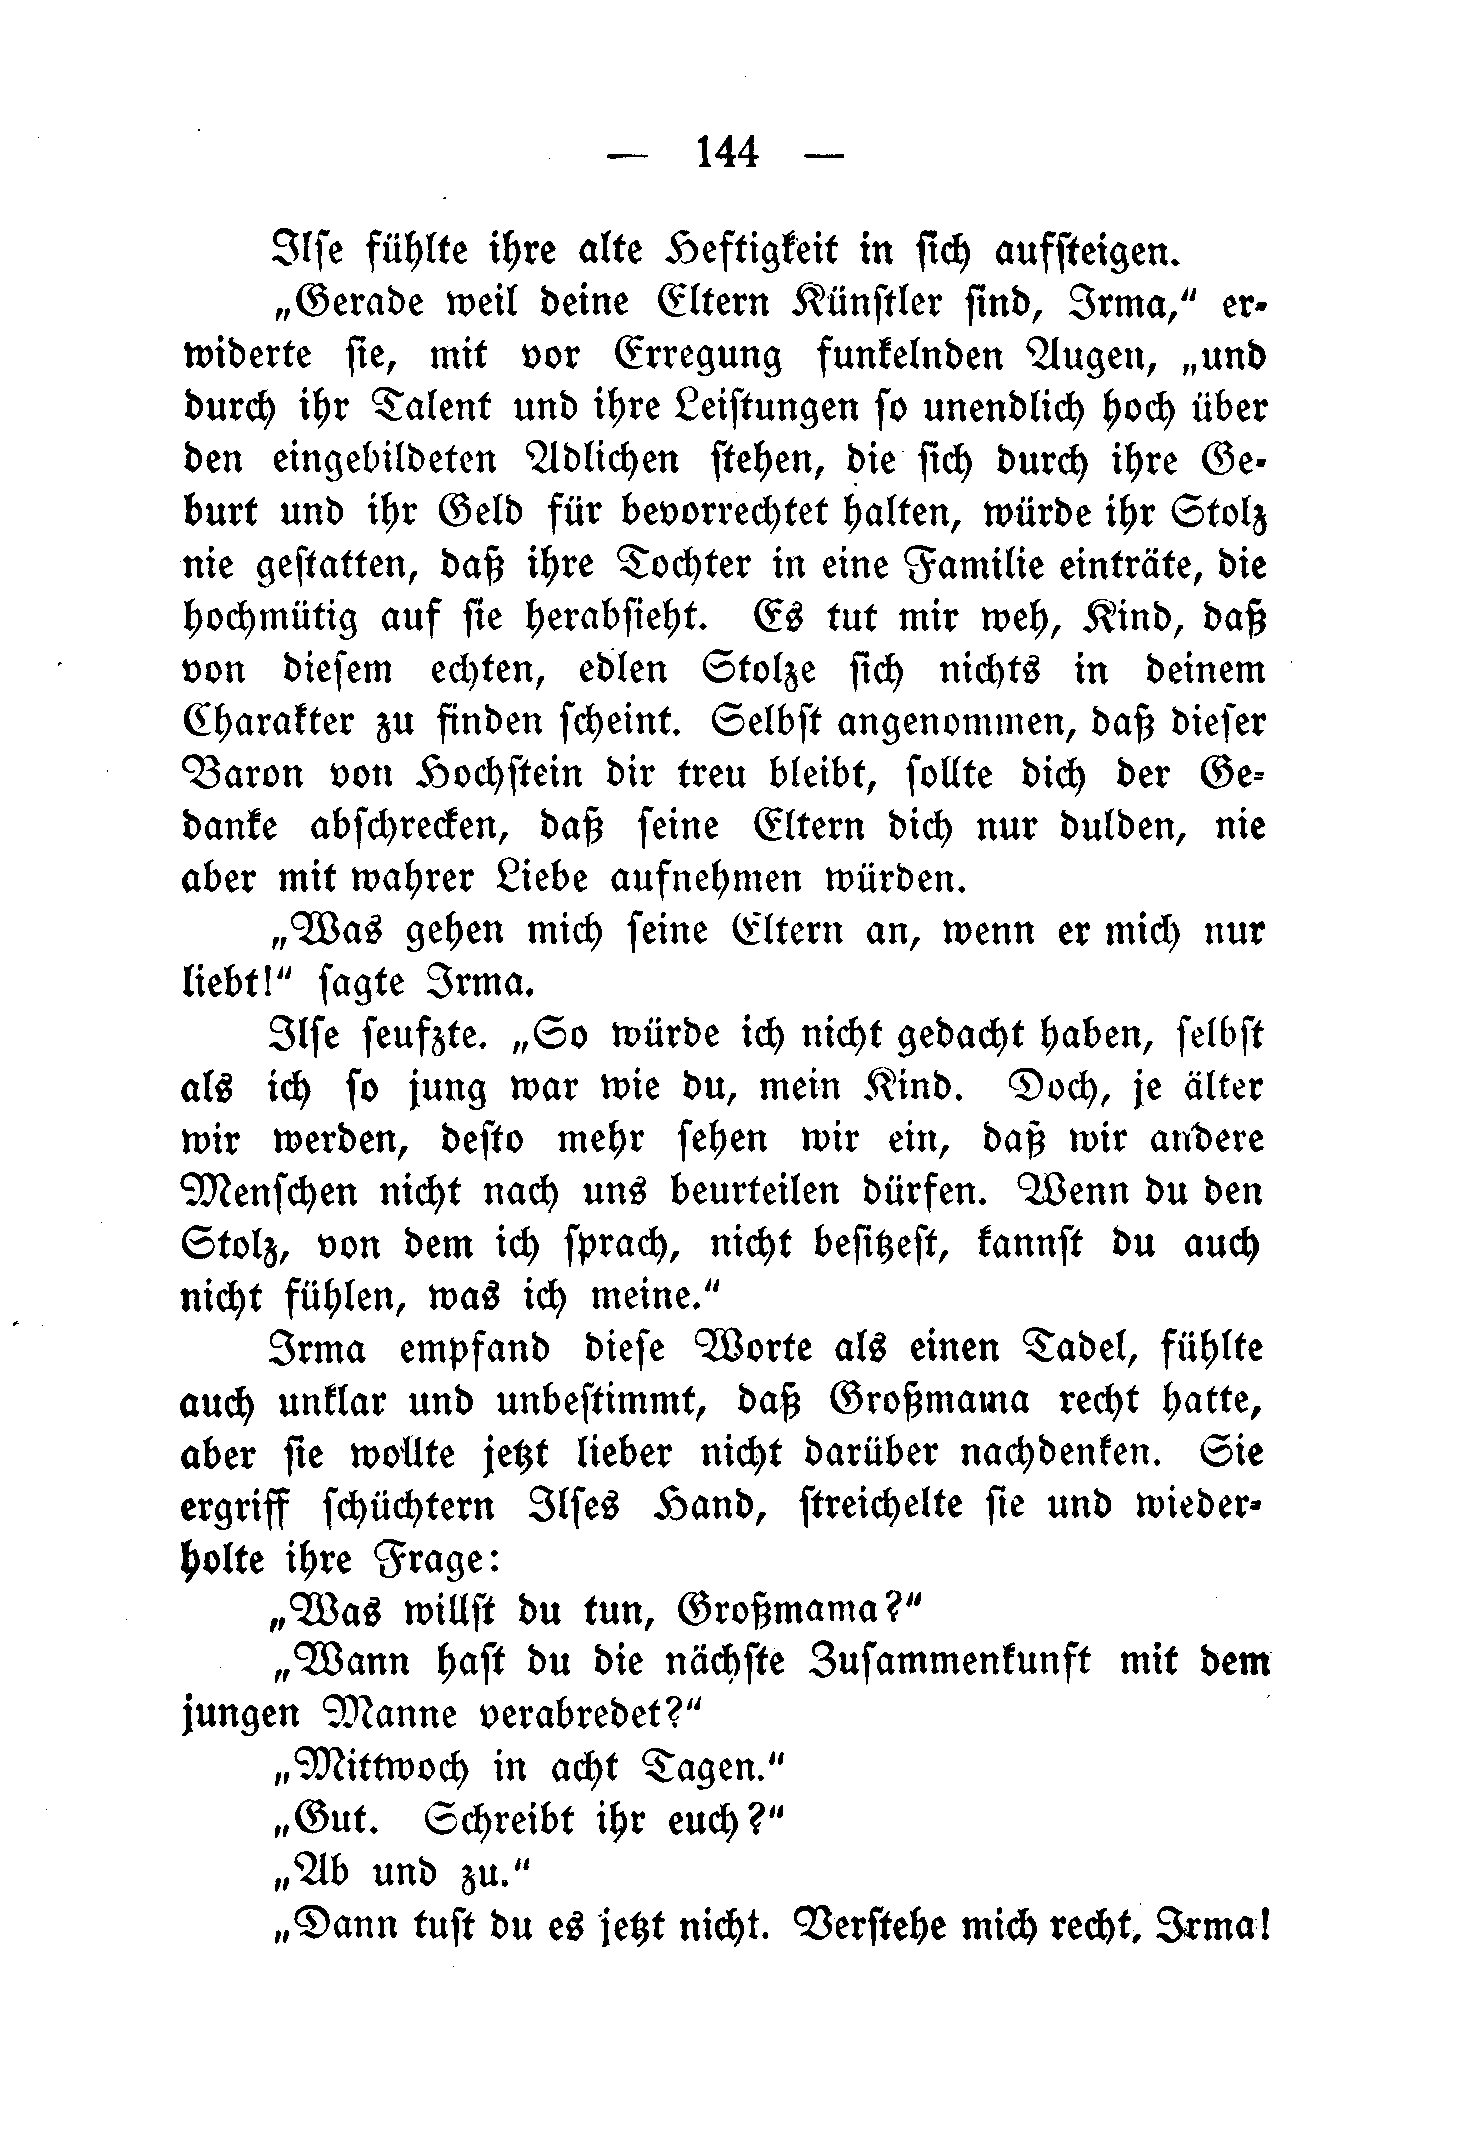 — 144 —
Ilse fühlte ihre alte Heftigkeit in sich aufsteigen.
„Gerade weil deine Eltern Künstler sind, Irma,“ er-
widerte sie, mit vor Erregung funkelnden Augen, „und
durch ihr Talent und ihre Leistungen so unendlich hoch über
den eingebildeten Adlichen stehen, die sich durch ihre Ge-
burt und ihr Geld für bevorrechtet halten, würde ihr Stolz
nie gestatten, daß ihre Tochter in eine Familie einträte, die
hochmütig auf sie herabsieht. Es tut mir weh, Kind, daß
von diesem echten, edlen Stolze sich nichts in deinem
Charakter zu finden scheint. Selbst angenommen, daß dieser
Baron von Hochstein dir treu bleibt, sollte dich der Ge-
danke abschrecken, daß seine Eltern dich nur dulden, nie
aber mit wahrer Liebe aufnehmen würden.
„Was gehen mich seine Eltern an, wenn er mich nur
liebt!“ sagte Irma.
Ilse seufzte. „So würde ich nicht gedacht haben, selbst
als ich so jung war wie du, mein Kind. Doch, je älter
wir werden, desto mehr sehen wir ein, daß wir andere
Menschen nicht nach uns beurteilen dürfen. Wenn du den
Stolz, von dem ich sprach, nicht besitzest, kannst du auch
nicht fühlen, was ich meine.“
Irma empfand diese Worte als einen Tadel, fühlte
auch unklar und unbestimmt, daß Großmama recht hatte,
aber sie wollte jetzt lieber nicht darüber nachdenken. Sie
ergriff schüchtern Ilses Hand, streichelte sie und wieder-
holte ihre Frage:
„Was willst du tun, Großmama?“
„Wann hast du die nächste Zusammenkunft mit dem
jungen Manne verabredet?“
„Mittwoch in acht Tagen.“
„Gut. Schreibt ihr euch?“
„Ab und zu.“
„Dann tust du es jetzt nicht. Verstehe mich recht, Irma!